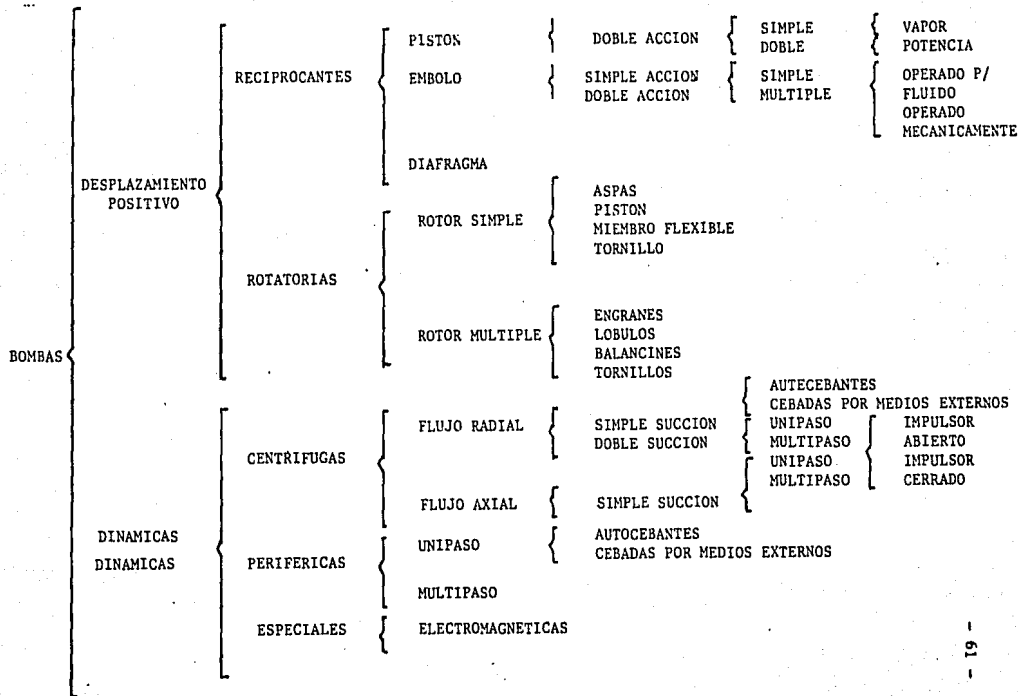 BOMBAS
DESPLAZAMIENTO
POSITIVO
RECIPROCANTES
PISTON
DOBLE ACCION
SIMPLE
DOBLE
VAPOR
POTENCIA
EMBOLO
SIMPLE ACCION
DOBLE ACCION
SIMPLE
MULTIPLE
OPERADO P/
FLUIDO
OPERADO
MECANICAMENTE
DIAFRAGMA
ROTATORIAS
ROTOR SIMPLE
ASPAS
PISTON
MIEMBRO FLEXIBLE
TORNILLO
ROTOR MULTIPLE
ENGRANES
LOBULOS
BALANCINES
TORNILLOS
DINAMICAS
DINAMICAS
CENTRIFUGAS
FLUJO RADIAL
SIMPLE SUCCION
DOBLE SUCCION
AUTECEBANTES
CEBADAS POR MEDIOS EXTERNOS
UNIPASO
MULTIPASO
UNIPASO
MULTIPASO
IMPULSOR
ABIERTO
IMPULSOR
CERRADO
FLUJO AXIAL
SIMPLE SUCCION
PERIFERICAS
UNIPASO
AUTOCEBANTES
CEBADAS POR MEDIOS EXTERNOS
MULTIPASO
ESPECIALES
ELECTROMAGNETICAS
- 61 -